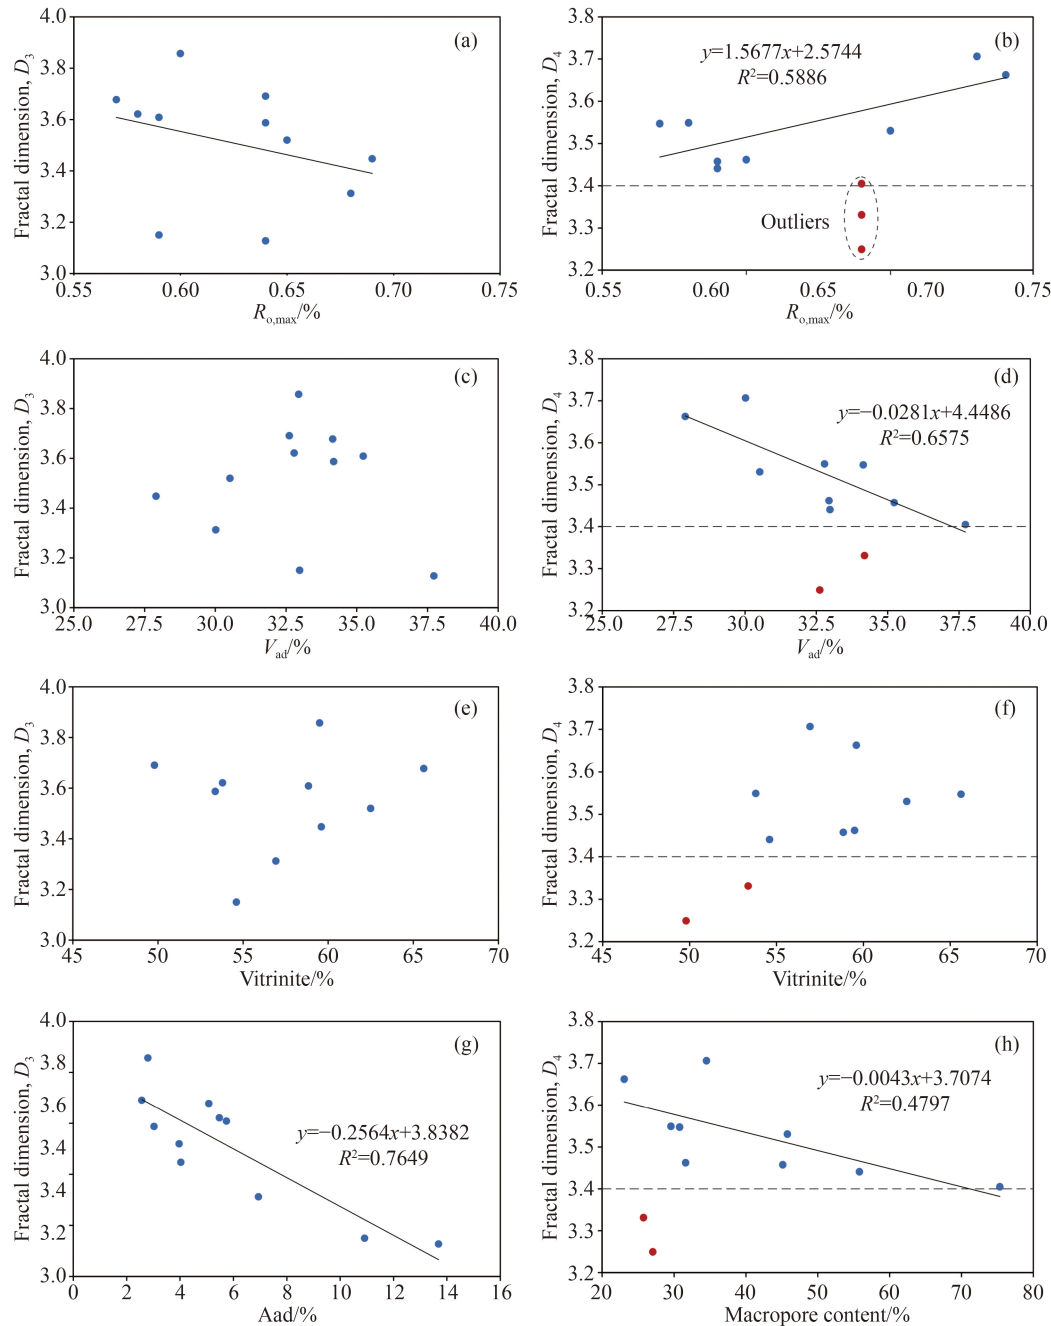 4.0
3.8
3.6
3.4
3.2
3.0
Fractal dimension, D₃
(a)
0.55 0.60 0.65 0.70 0.75
Rₒ,ₘₐₓ/%
3.8
3.7
3.6
3.5
3.4
3.3
3.2
Fractal dimension, D₄
(b)
y=1.5677x+2.5744
R²=0.5886
Outliers
0.55 0.60 0.65 0.70 0.75
Rₒ,ₘₐₓ/%
4.0
3.8
3.6
3.4
3.2
3.0
Fractal dimension, D₃
(c)
25.0 27.5 30.0 32.5 35.0 37.5 40.0
V_ad/%
3.8
3.7
3.6
3.5
3.4
3.3
3.2
Fractal dimension, D₄
(d)
y=−0.0281x+4.4486
R²=0.6575
25.0 27.5 30.0 32.5 35.0 37.5 40.0
V_ad/%
4.0
3.8
3.6
3.4
3.2
3.0
Fractal dimension, D₃
(e)
45 50 55 60 65 70
Vitrinite/%
3.8
3.7
3.6
3.5
3.4
3.3
3.2
Fractal dimension, D₄
(f)
45 50 55 60 65 70
Vitrinite/%
4.0
3.8
3.6
3.4
3.4
3.2
3.0
Fractal dimension, D₃
(g)
y=−0.2564x+3.8382
R²=0.7649
0 2 4 6 8 10 12 14 16
Aad/%
3.8
3.7
3.6
3.5
3.4
3.3
3.2
Fractal dimension, D₄
(h)
y=−0.0043x+3.7074
R²=0.4797
20 30 40 50 60 70 80
Macropore content/%